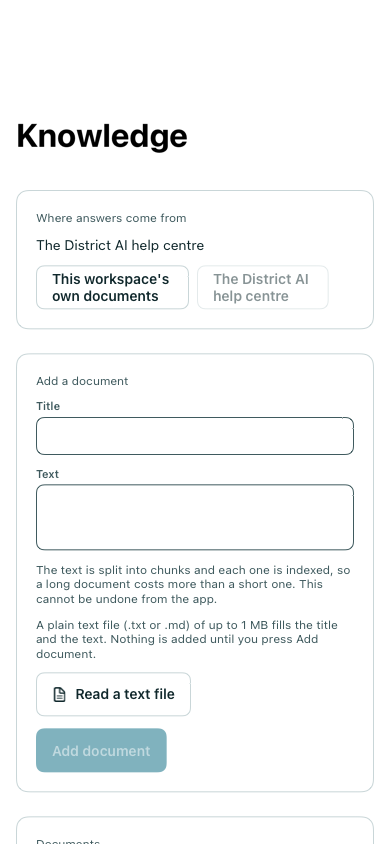 Knowledge
Where answers come from
The District AI help centre
This workspace's
own documents
The District AI
help centre
Add a document
Title
Text
The text is split into chunks and each one is indexed, so
a long document costs more than a short one. This
cannot be undone from the app.
A plain text file (.txt or .md) of up to 1 MB fills the title
and the text. Nothing is added until you press Add
document.
Read a text file
Add document
Documents